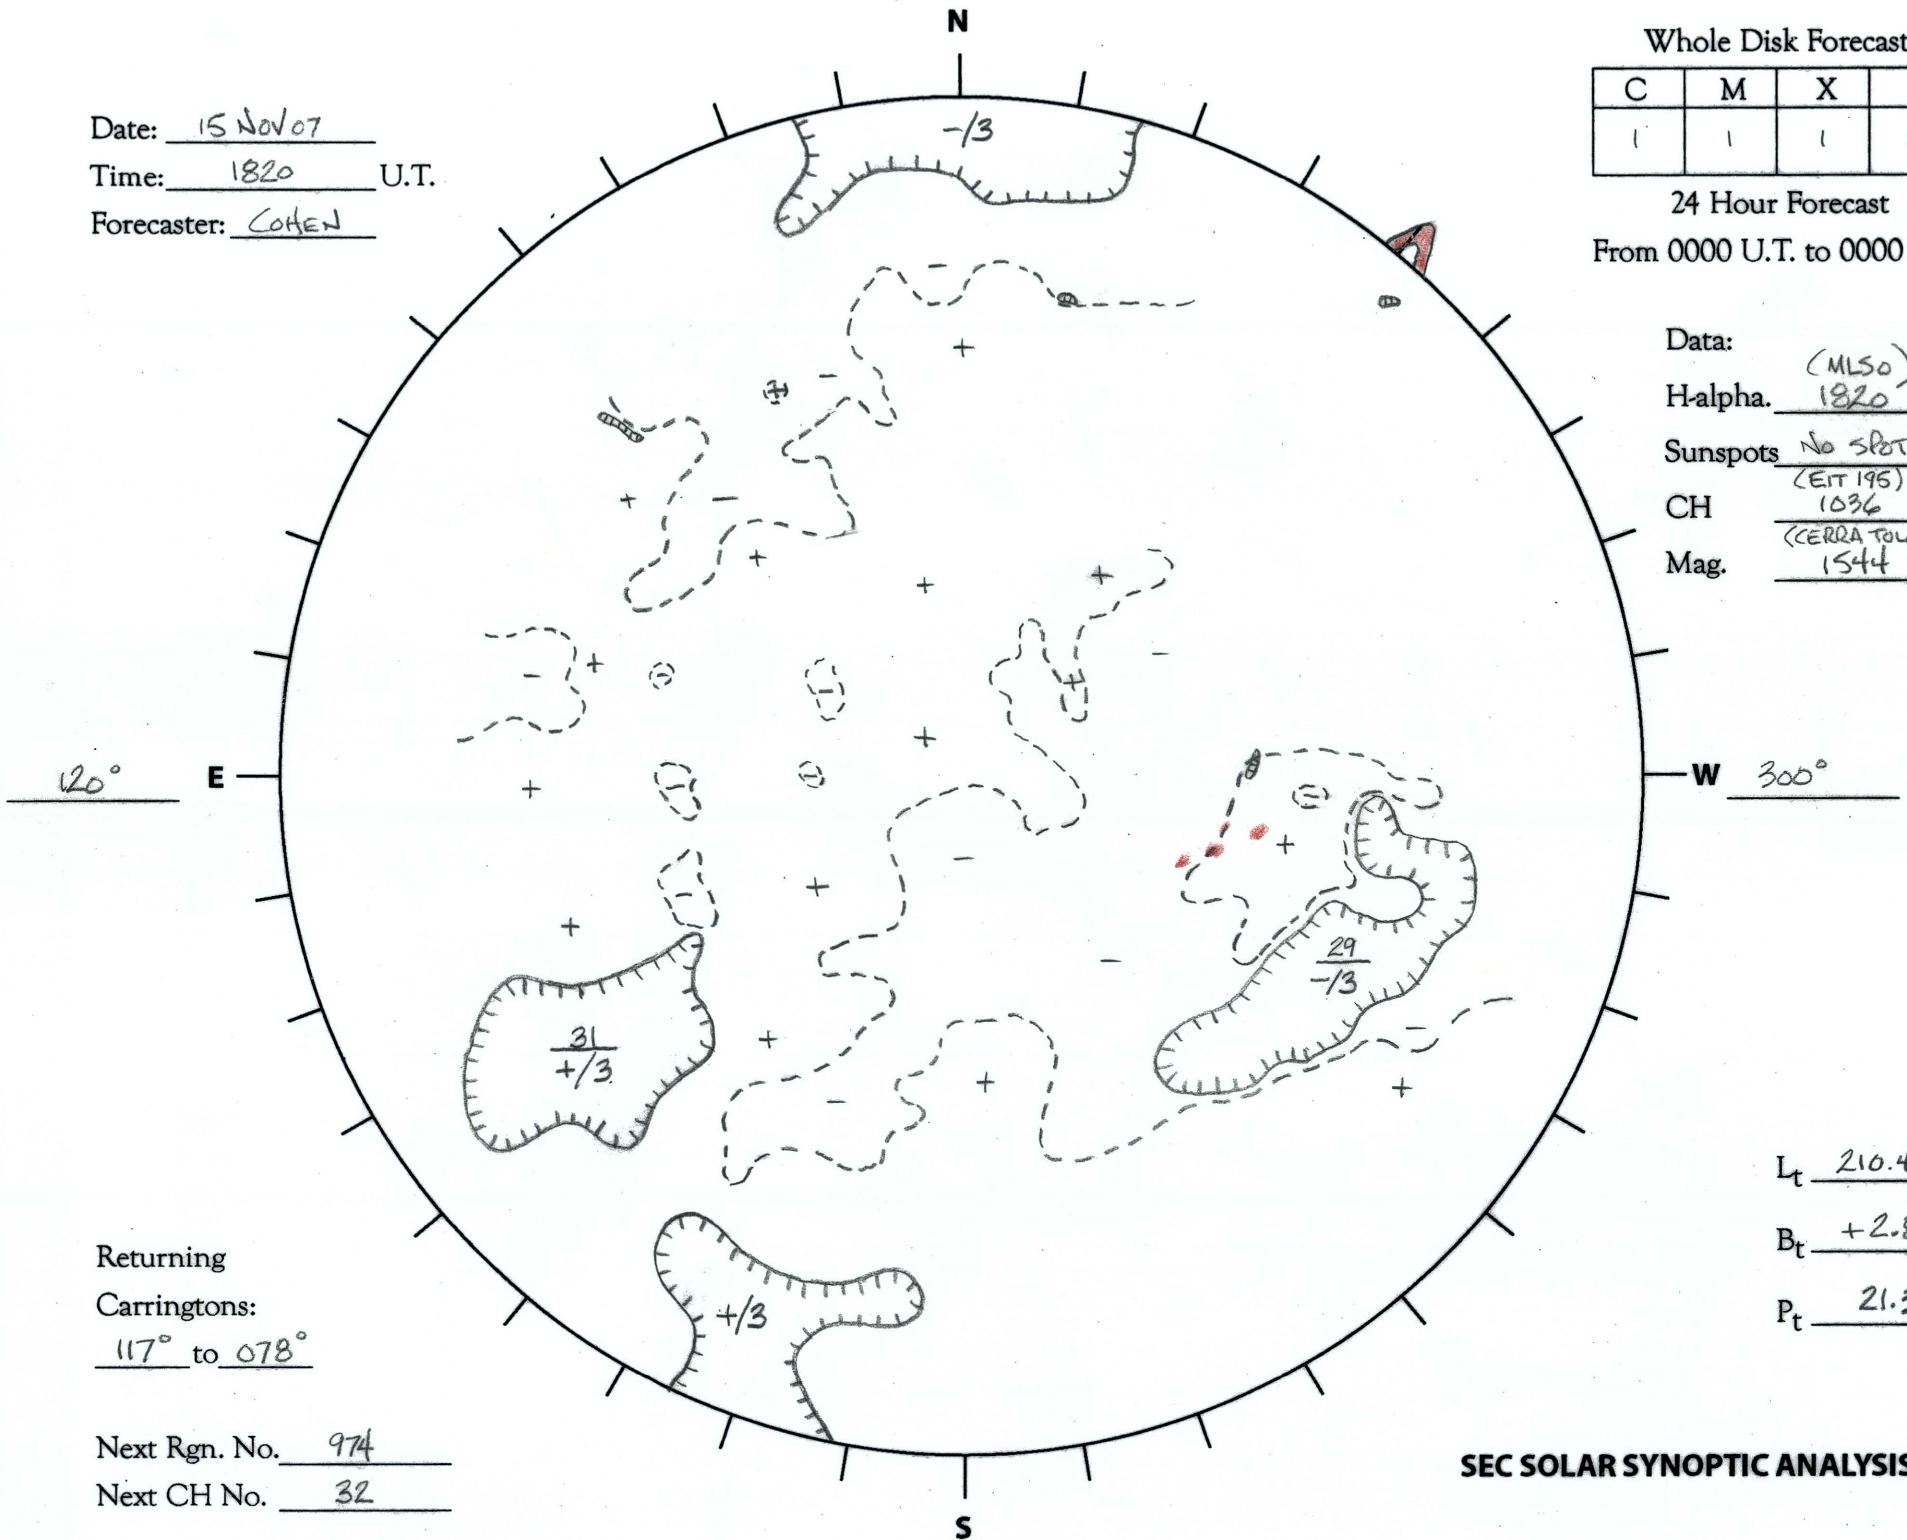 N
Whole Disk Forecast
C M X
1 1 1
24 Hour Forecast
From 0000 U.T. to 0000
Date: 15 NOV 07
Time: 1820 U.T.
Forecaster: COHEN
-/3
Data:
(MLSO)
H-alpha. 1820
Sunspots No SPOT
(EIT 195)
CH 1036
(CERRA TOL
Mag. 1544
120° E
W 300°
29
-/3
31
+/3
+/3
Lt 210.4
Bt +2.8
Pt 21.3
Returning
Carringtons:
117° to 078°
Next Rgn. No. 974
Next CH No. 32
SEC SOLAR SYNOPTIC ANALYSIS
S